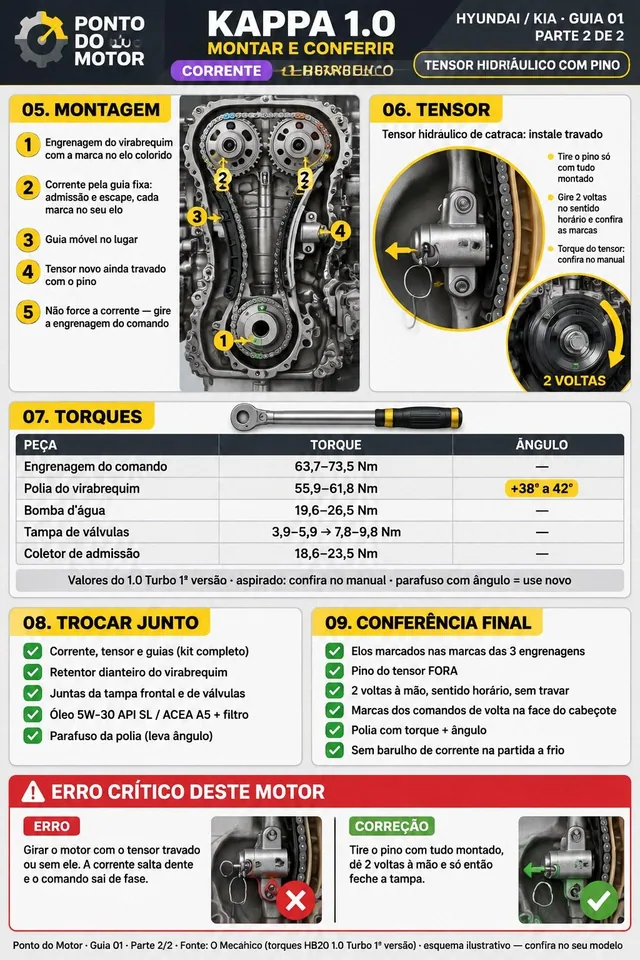 PONTO
DO
MOTOR
KAPPA 1.0
MONTAR E CONFERIR
CORRENTE
HYUNDAI / KIA · GUIA 01
PARTE 2 DE 2
TENSOR HIDRIÁULICO COM PINO
05. MONTAGEM
1 Engrenagem do virabrequim
com a marca no elo colorido
2 Corrente pela guia fixa:
admissão e escape, cada
marca no seu elo
3 Guia móvel no lugar
4 Tensor novo ainda travado
com o pino
5 Não force a corrente — gire
a engrenagem do comando
2
2
2
2
3
4
1
06. TENSOR
Tensor hidráulico de catraca: instale travado
Tire o pino só
com tudo
montado
Gire 2 voltas
no sentido
horário e confira
as marcas
Torque do tensor:
confira no manual
2 VOLTAS
07. TORQUES
PEÇA TORQUE ÂNGULO
Engrenagem do comando 63,7–73,5 Nm —
Polia do virabrequim 55,9–61,8 Nm +38° a 42°
Bomba d'água 19,6–26,5 Nm —
Tampa de válvulas 3,9–5,9 → 7,8–9,8 Nm —
Coletor de admissão 18,6–23,5 Nm —
Valores do 1.0 Turbo 1ª versão · aspirado: confira no manual · parafuso com ângulo = use novo
08. TROCAR JUNTO
Corrente, tensor e guias (kit completo)
Retentor dianteiro do virabrequim
Juntas da tampa frontal e de válvulas
Óleo 5W-30 API SL / ACEA A5 + filtro
Parafuso da polia (leva ângulo)
09. CONFERÊNCIA FINAL
Elos marcados nas marcas das 3 engrenagens
Pino do tensor FORA
2 voltas à mão, sentido horário, sem travar
Marcas dos comandos de volta na face do cabeçote
Polia com torque + ângulo
Sem barulho de corrente na partida a frio
ERRO CRÍTICO DESTE MOTOR
ERRO
Girar o motor com o tensor travado
ou sem ele. A corrente salta dente
e o comando sai de fase.
CORREÇÃO
Tire o pino com tudo montado,
dê 2 voltas à mão e só então
feche a tampa.
Ponto do Motor · Guia 01 · Parte 2/2 · Fonte: O Mecânico (torques HB20 1.0 Turbo 1ª versão) · esquema ilustrativo — confira no seu modelo